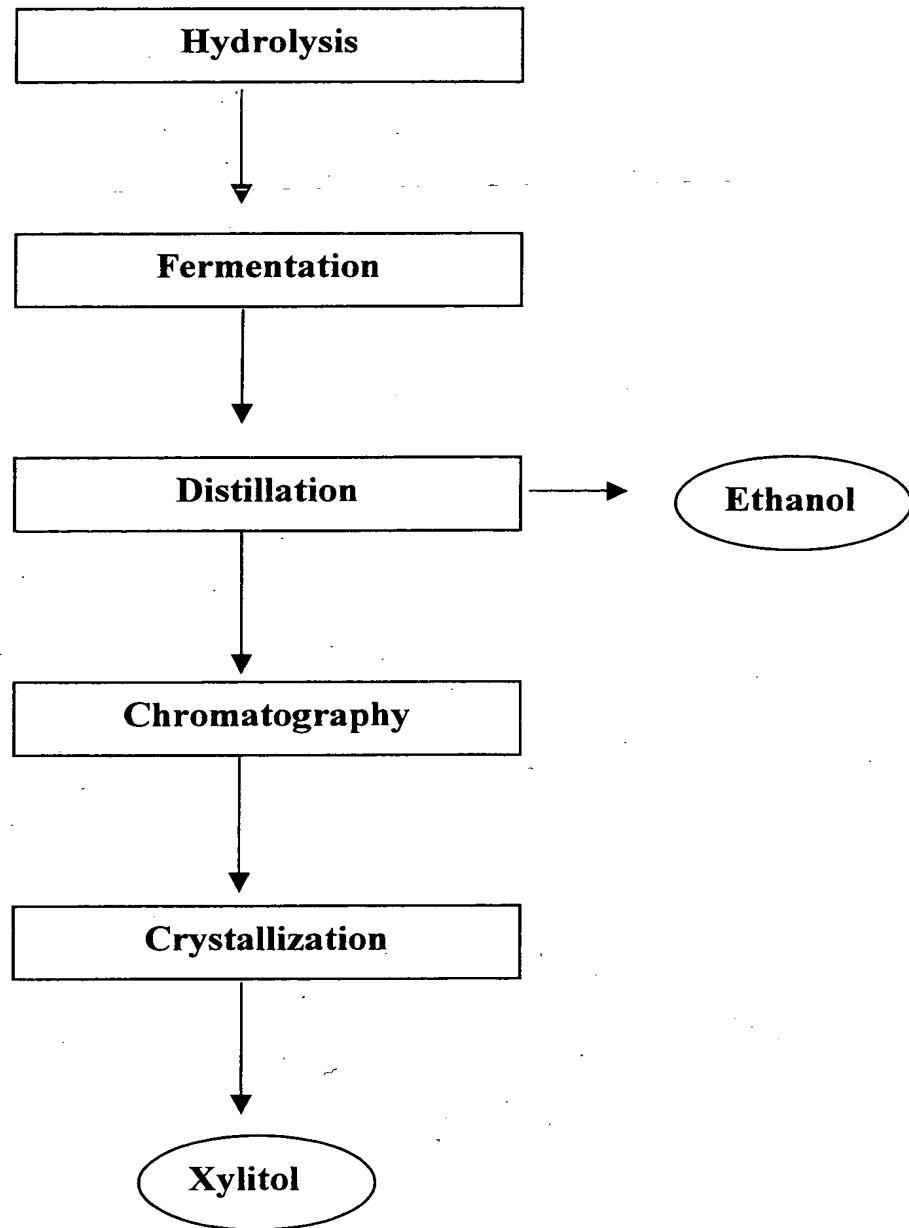 Hydrolysis
Fermentation
Distillation
Ethanol
Chromatography
Crystallization
Xylitol